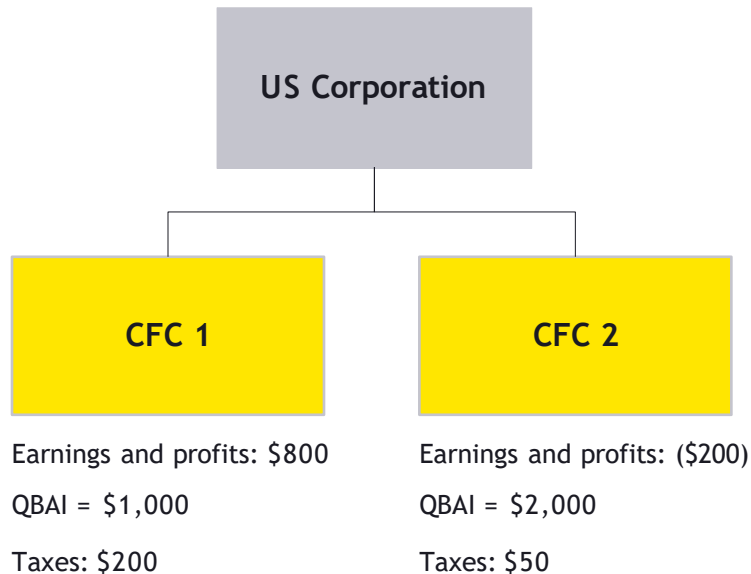 US Corporation
CFC 1
CFC 2
Earnings and profits: $800
QBAI = $1,000
Taxes: $200
Earnings and profits: ($200)
QBAI = $2,000
Taxes: $50